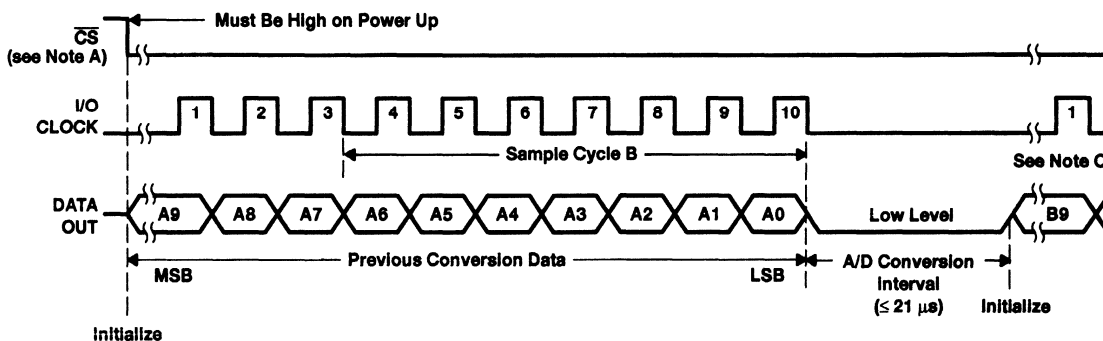 Must Be High on Power Up
CS
(see Note A)
I/O
CLOCK
1 2 3 4 5 6 7 8 9 10 1
Sample Cycle B
See Note C
DATA
OUT
A9 A8 A7 A6 A5 A4 A3 A2 A1 A0 Low Level B9
Previous Conversion Data
MSB LSB
A/D Conversion
Interval
(≤ 21 μs)
Initialize
Initialize